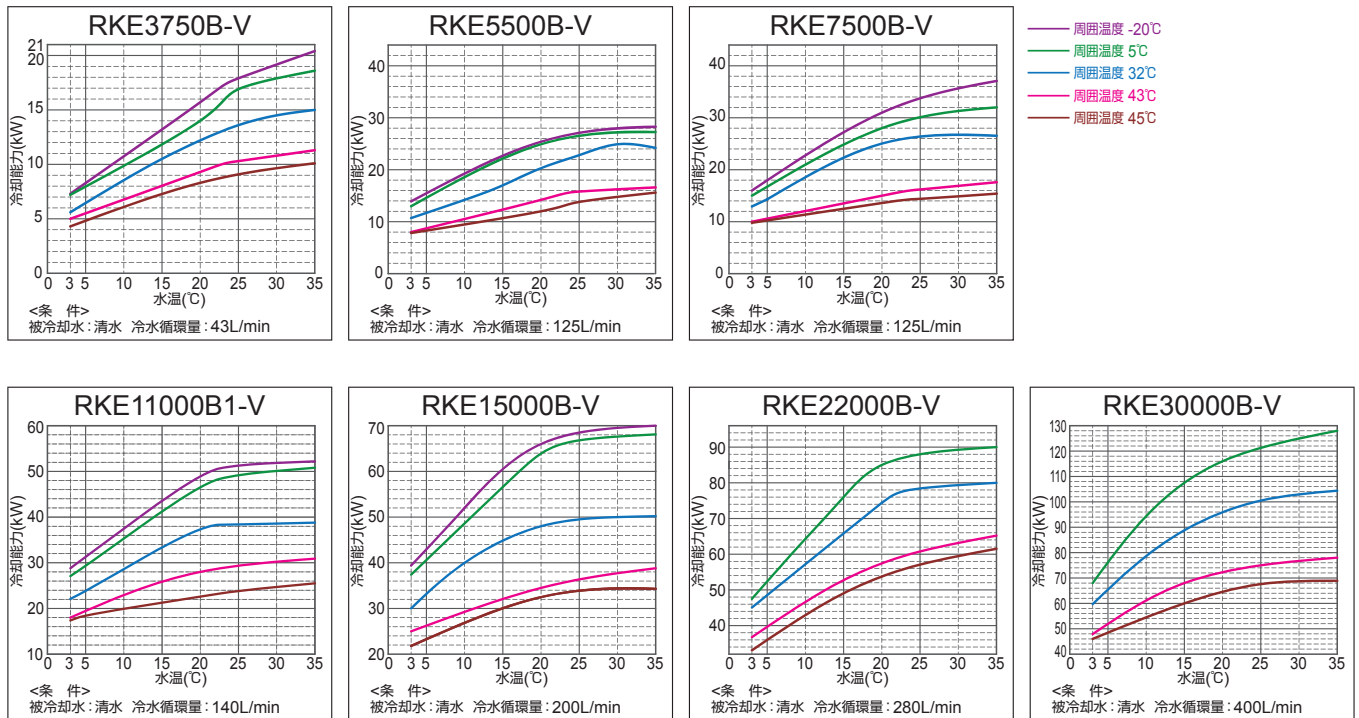 RKE3750B-V
冷却能力(kW)
21
20
15
10
5
0
0 3 5 10 15 20 25 30 35
水温(℃)
<条 件>
被冷却水:清水 冷水循環量:43L/min
RKE5500B-V
冷却能力(kW)
40
30
20
10
0
0 3 5 10 15 20 25 30 35
水温(℃)
<条 件>
被冷却水:清水 冷水循環量:125L/min
RKE7500B-V
冷却能力(kW)
40
30
20
10
0
0 3 5 10 15 20 25 30 35
水温(℃)
<条 件>
被冷却水:清水 冷水循環量:125L/min
周囲温度 -20℃
周囲温度 5℃
周囲温度 32℃
周囲温度 43℃
周囲温度 45℃
RKE11000B1-V
冷却能力(kW)
60
50
40
30
20
10
0 3 5 10 15 20 25 30 35
水温(℃)
<条 件>
被冷却水:清水 冷水循環量:140L/min
RKE15000B-V
冷却能力(kW)
70
60
50
40
30
20
0 3 5 10 15 20 25 30 35
水温(℃)
<条 件>
被冷却水:清水 冷水循環量:200L/min
RKE22000B-V
冷却能力(kW)
90
80
70
60
50
40
0 3 5 10 15 20 25 30 35
水温(℃)
<条 件>
被冷却水:清水 冷水循環量:280L/min
RKE30000B-V
冷却能力(kW)
130
120
110
100
90
80
70
60
50
40
0 3 5 10 15 20 25 30 35
水温(℃)
<条 件>
被冷却水:清水 冷水循環量:400L/min